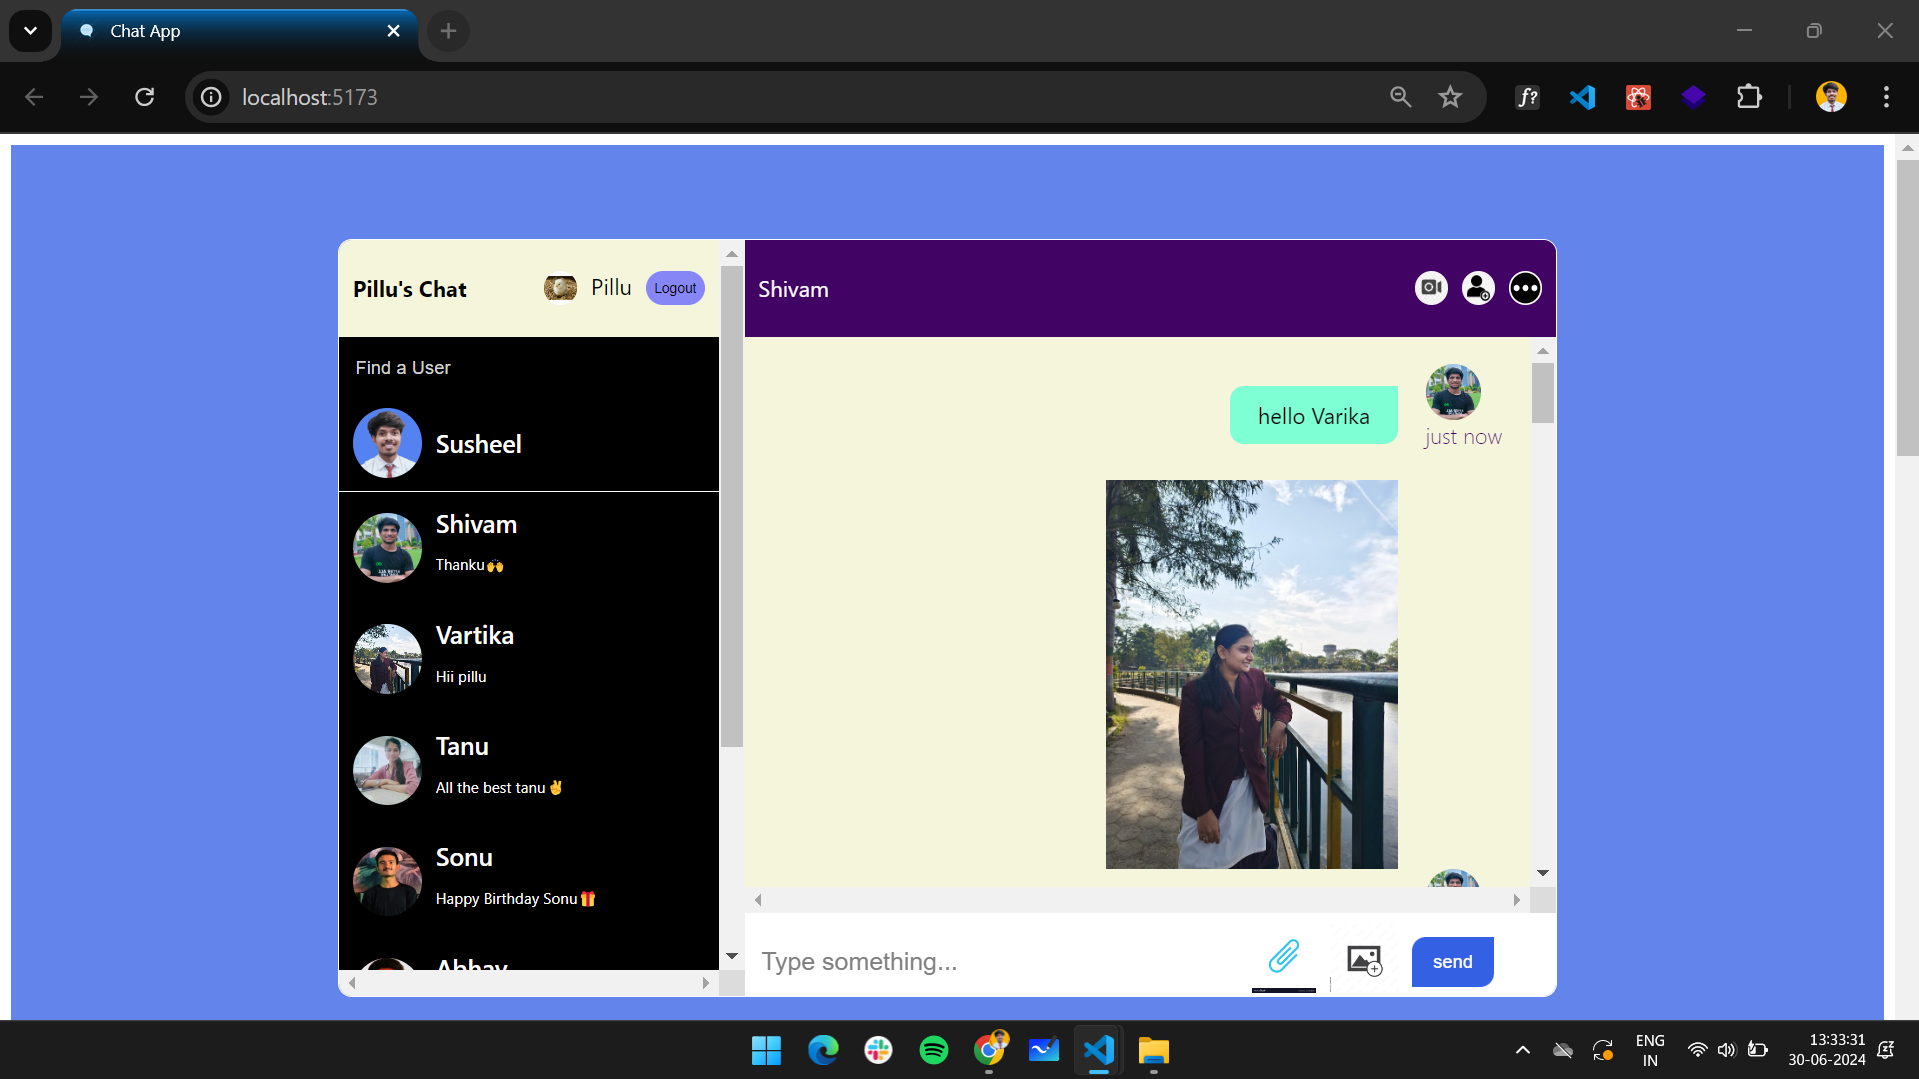 Chat App
localhost:5173
f?
Pillu's Chat
Pillu
Logout
Shivam
Find a User
Susheel
Shivam
Thanku🙌
Vartika
Hii pillu
Tanu
All the best tanu✌
Sonu
Happy Birthday Sonu🎁
Abhay
hello Varika
just now
Type something...
send
ENG
IN
13:33:31
30-06-2024